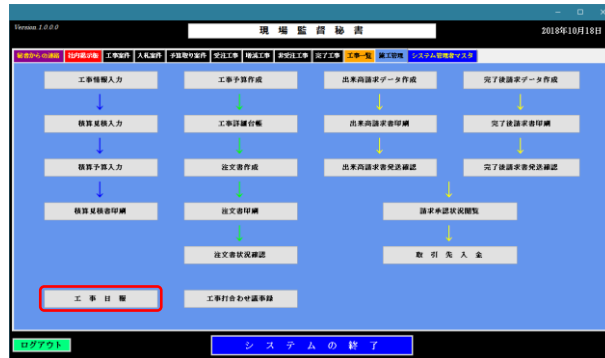 Version 1.0.0.0
現場監督秘書
2018年10月18日
秘書からの連絡 社内掲示板 工事案件 入札案件 予算取り案件 受注工事 増減工事 非受注工事 完了工事 工事一覧 施工管理 システム管理者マスタ
工事情報入力 工事予算作成 出来高請求データ作成 完了後請求データ作成
↓ ↓ ↓ ↓
積算見積入力 工事詳細台帳 出来高請求書印刷 完了後請求書印刷
↓ ↓ ↓ ↓
積算予算入力 注文書作成 出来高請求書発送確認 完了後請求書発送確認
↓ ↓ ↓ ↓
積算見積書印刷 注文書印刷 請求承認状況閲覧
↓ ↓
注文書状況確認 取引先入金
工事日報 工事打合わせ議事録
ログアウト システムの終了